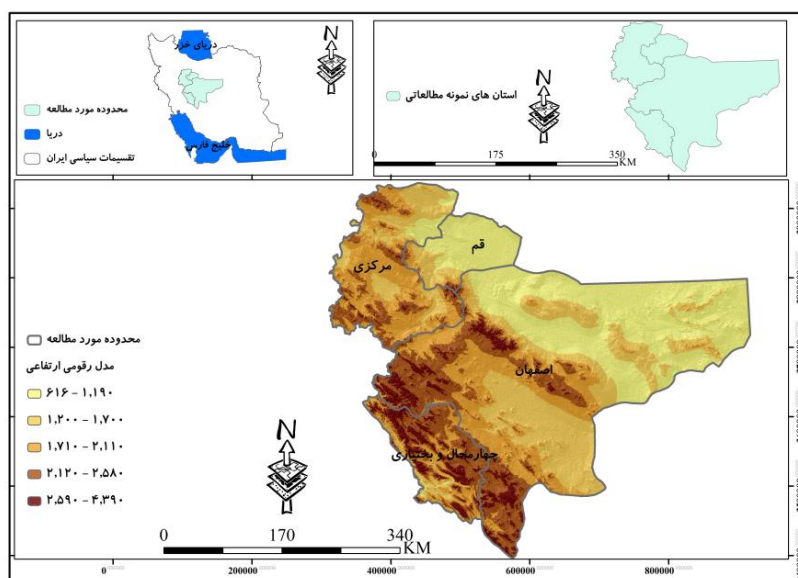 دریای خزر
N
محدوده مورد مطالعه
دریا
تقسیمات سیاسی ایران
خلیج فارس
N
استان های نمونه مطالعاتی
0 175 350
KM
قم
مرکزی
اصفهان
چهارمحال و بختیاری
محدوده مورد مطالعه
مدل رقومی ارتفاعی
۶۱۶ - ۱,۱۹۰
۱,۲۰۰ - ۱,۷۰۰
۱,۷۱۰ - ۲,۱۱۰
۲,۱۲۰ - ۲,۵۸۰
۲,۵۹۰ - ۴,۳۹۰
N
0 170 340
KM
0 200000 400000 600000 800000